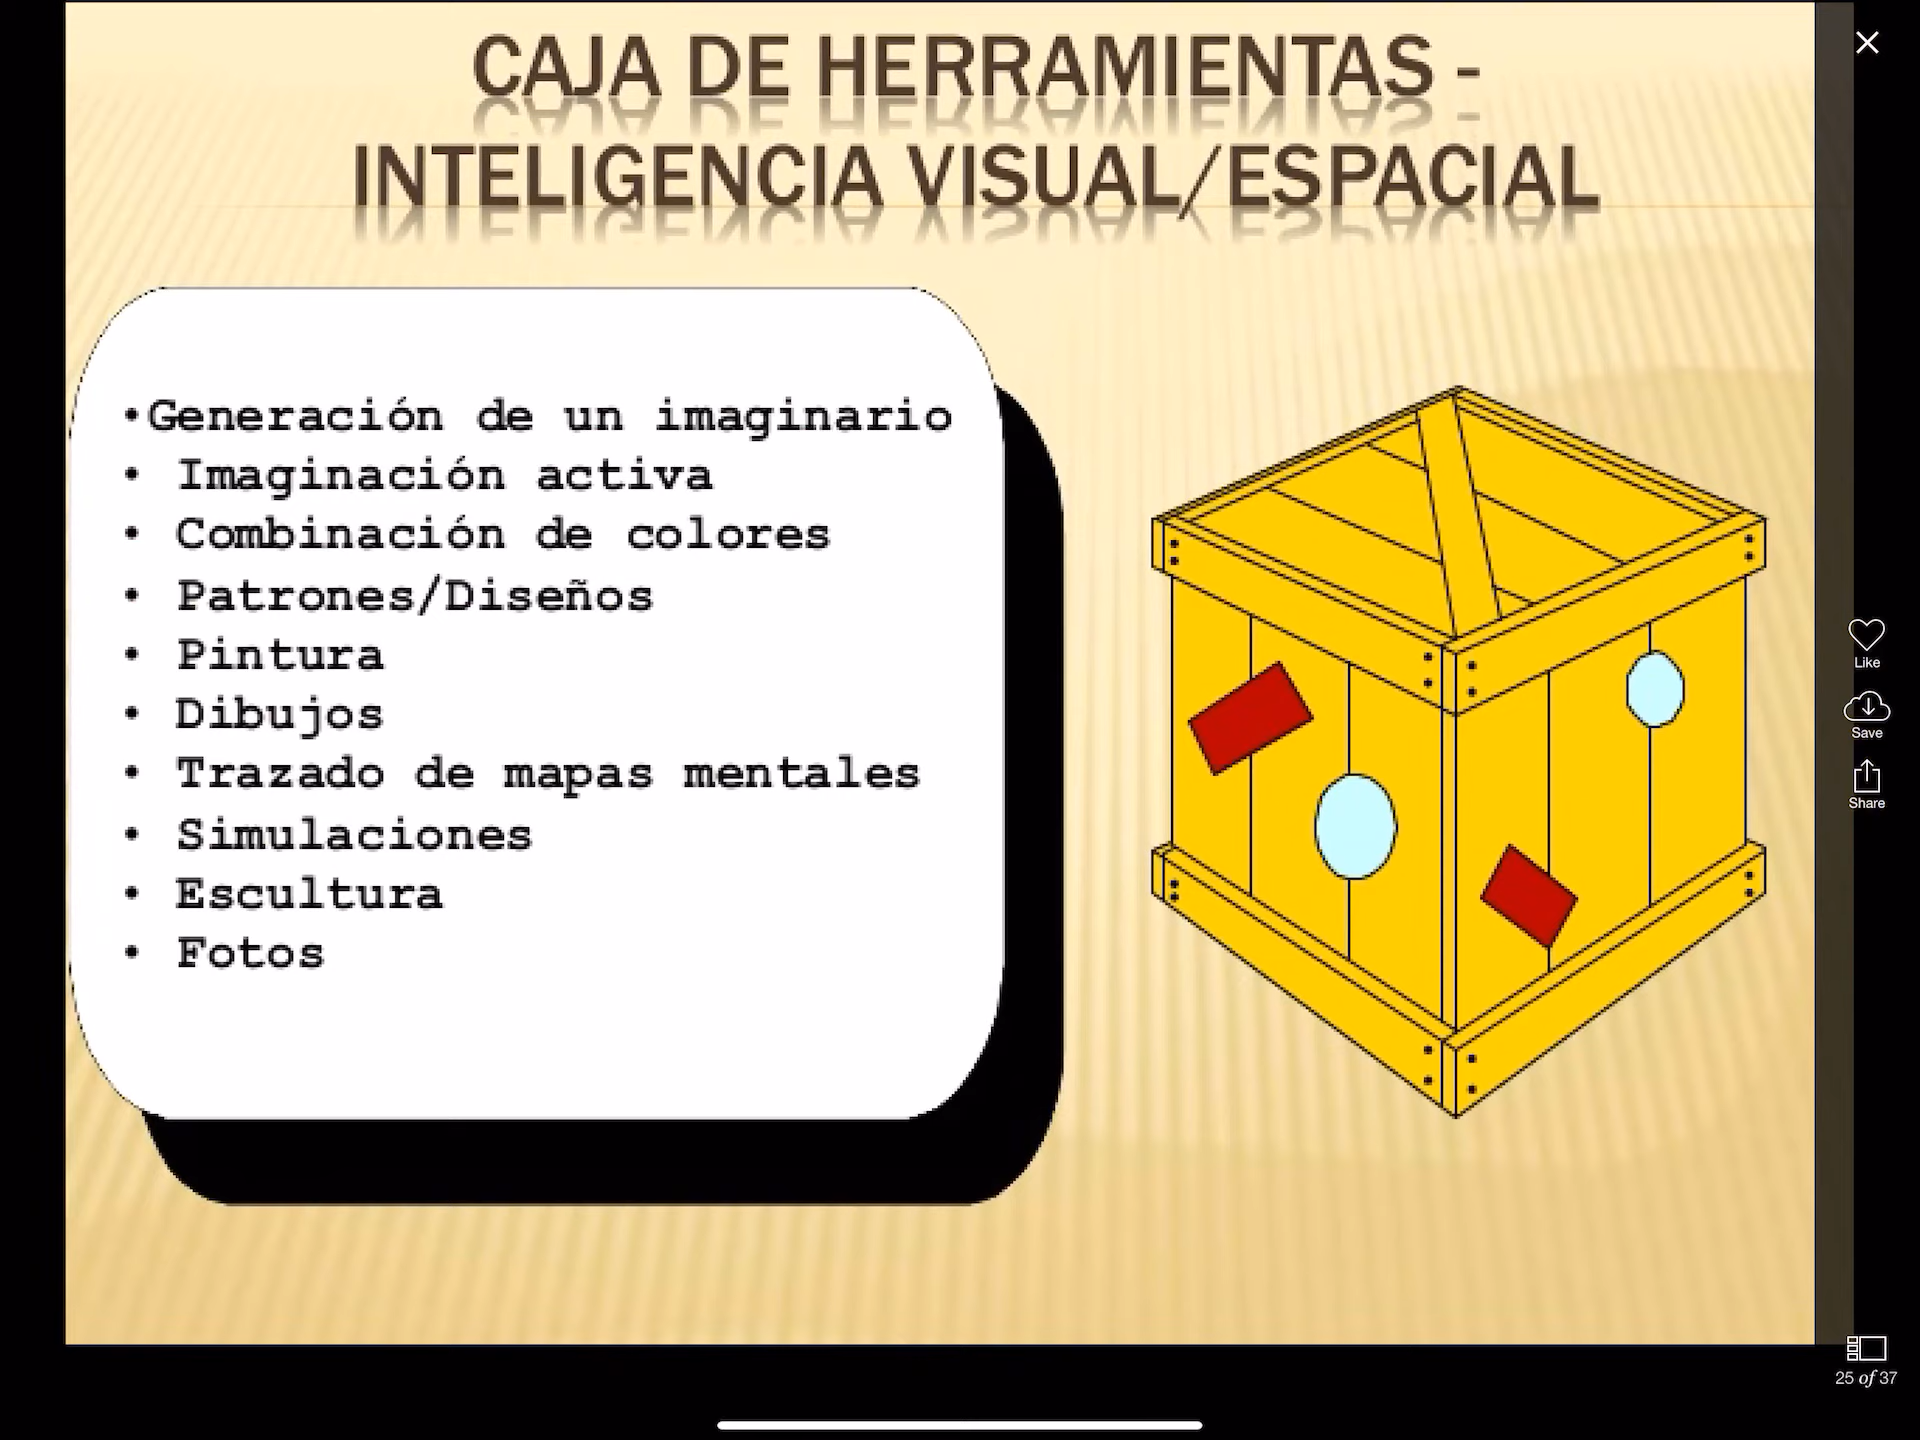 CAJA DE HERRAMIENTAS -
INTELIGENCIA VISUAL/ESPACIAL
•Generación de un imaginario
• Imaginación activa
• Combinación de colores
• Patrones/Diseños
• Pintura
• Dibujos
• Trazado de mapas mentales
• Simulaciones
• Escultura
• Fotos
Like
Save
Share
25 of 37